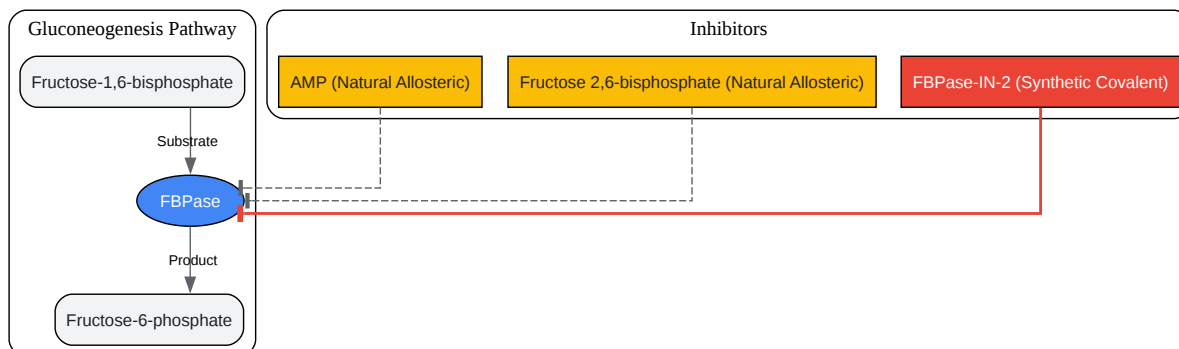 Gluconeogenesis Pathway
Fructose-1,6-bisphosphate
Substrate
FBPase
Product
Fructose-6-phosphate
Inhibitors
AMP (Natural Allosteric)
Fructose 2,6-bisphosphate (Natural Allosteric)
FBPase-IN-2 (Synthetic Covalent)